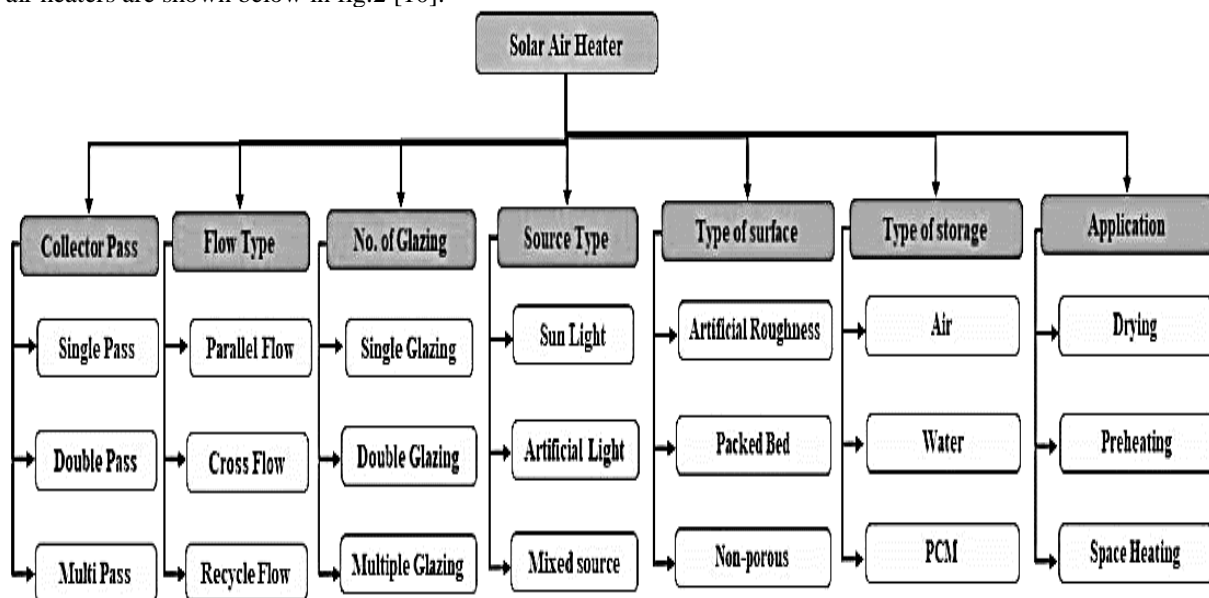 air heaters are shown below in fig.2 [10].
Solar Air Heater
Collector Pass
Single Pass
Double Pass
Multi Pass
Flow Type
Parallel Flow
Cross Flow
Recycle Flow
No. of Glazing
Single Glazing
Double Glazing
Multiple Glazing
Source Type
Sun Light
Artificial Light
Mixed source
Type of surface
Artificial Roughness
Packed Bed
Non-porous
Type of storage
Air
Water
PCM
Application
Drying
Preheating
Space Heating